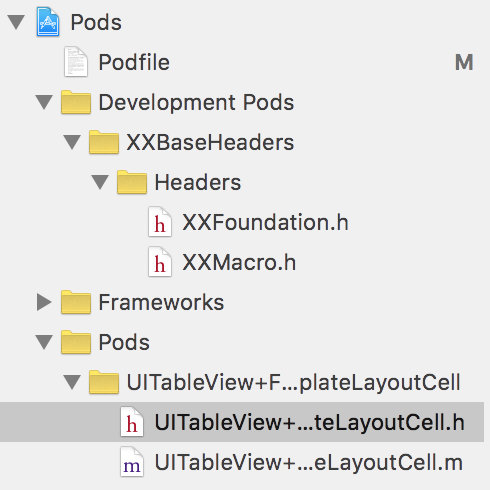 Pods
Podfile M
Development Pods
XXBaseHeaders
Headers
h XXFoundation.h
h XXMacro.h
Frameworks
Pods
UITableView+F...plateLayoutCell
h UITableView+...teLayoutCell.h
m UITableView+...eLayoutCell.m